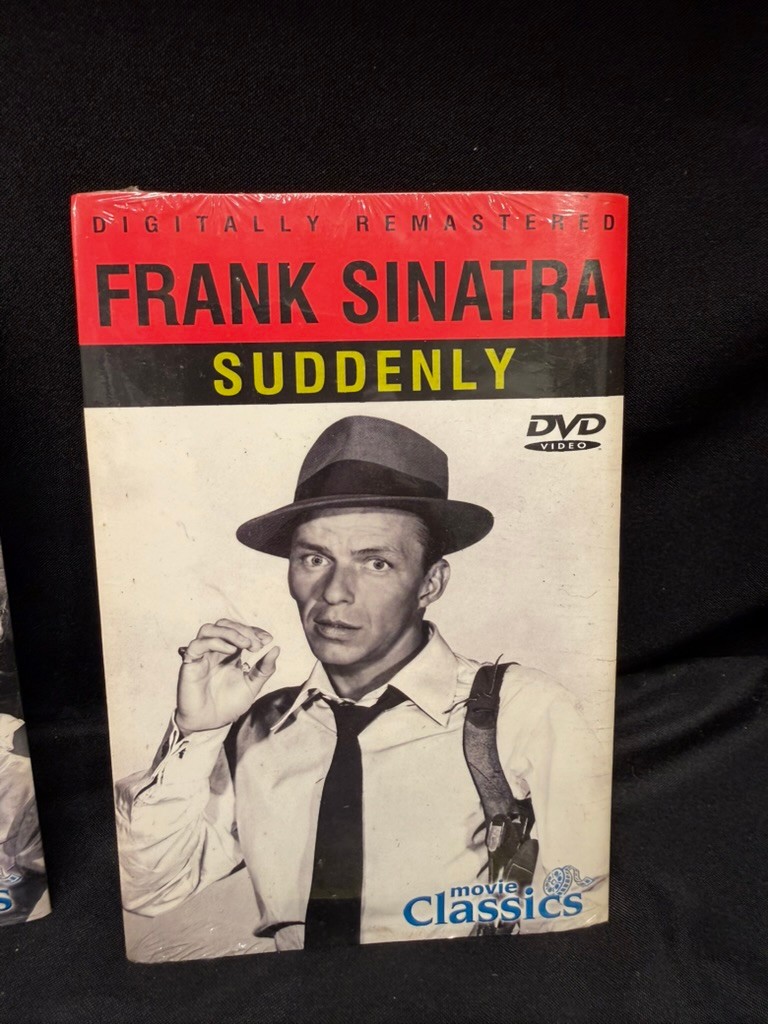 DIGITALLY REMASTERED
FRANK SINATRA
SUDDENLY
DVD
VIDEO
movie
Classics
s